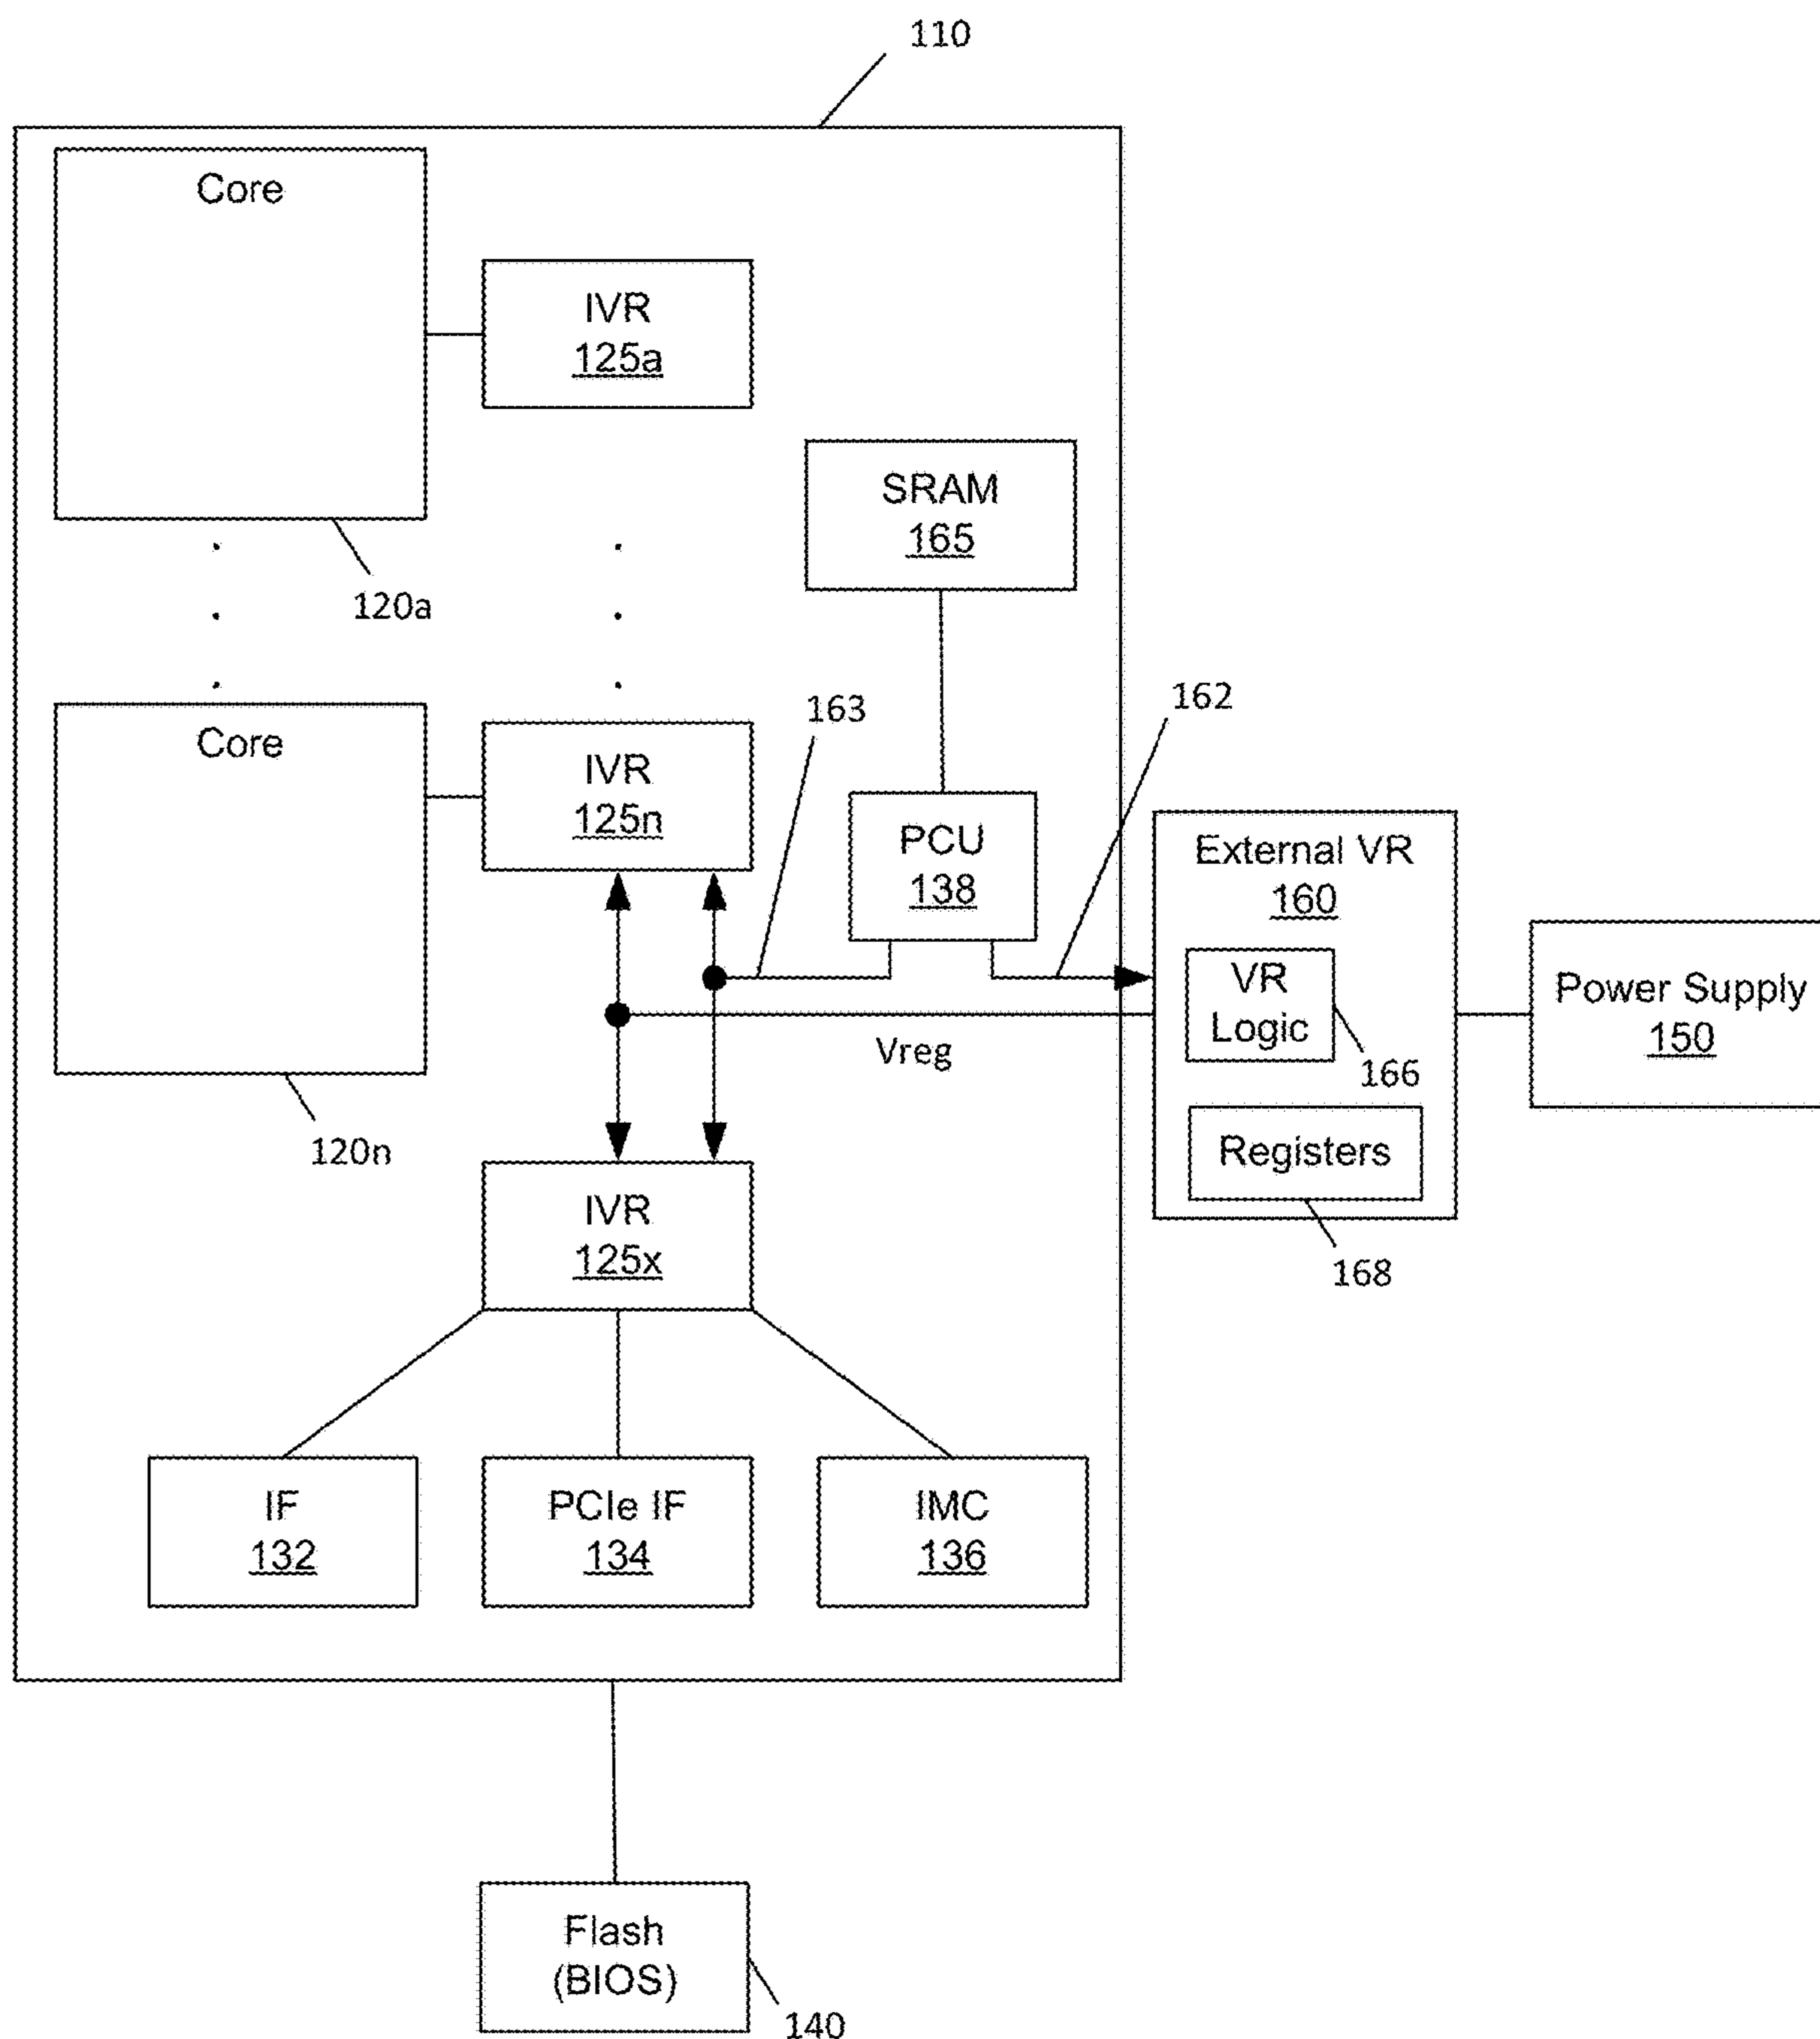 110
Core
IVR
125a
SRAM
165
120a
Core
IVR
125n
163
162
PCU
138
External VR
160
VR
Logic
166
Power Supply
150
Vreg
120n
Registers
168
IVR
125x
IF
132
PCIe IF
134
IMC
136
Flash
(BIOS)
140